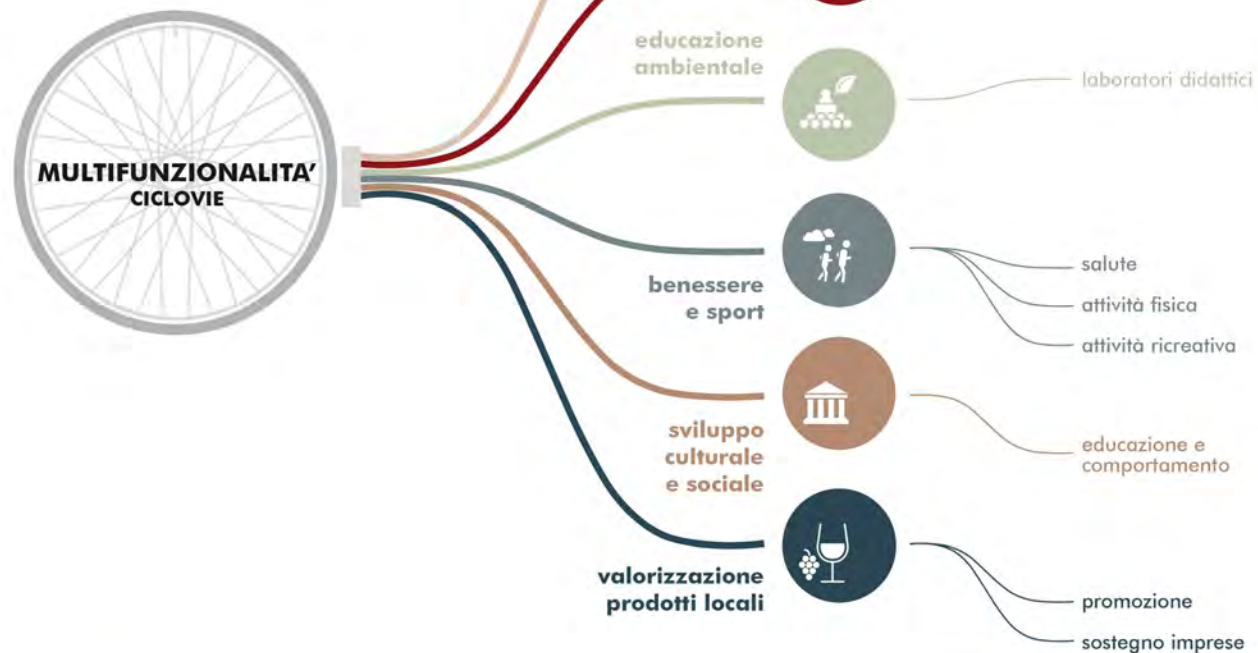 MULTIFUNZIONALITA'
CICLOVIE
educazione
ambientale
laboratori didattici
benessere
e sport
salute
attività fisica
attività ricreativa
sviluppo
culturale
e sociale
educazione e
comportamento
valorizzazione
prodotti locali
promozione
sostegno imprese